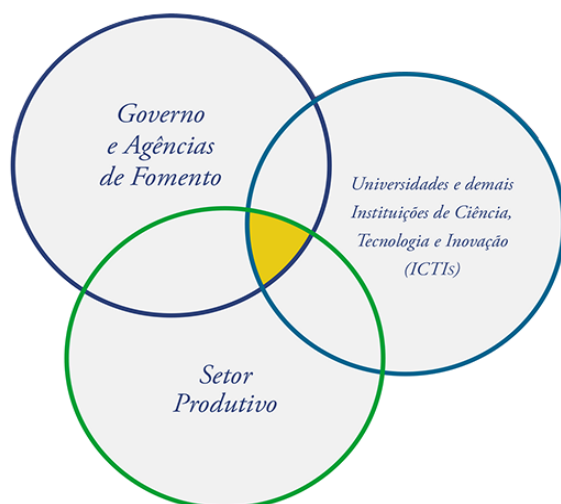 Governo
e Agências
de Fomento
Universidades e demais
Instituições de Ciência,
Tecnologia e Inovação
(ICTIs)
Setor
Produtivo